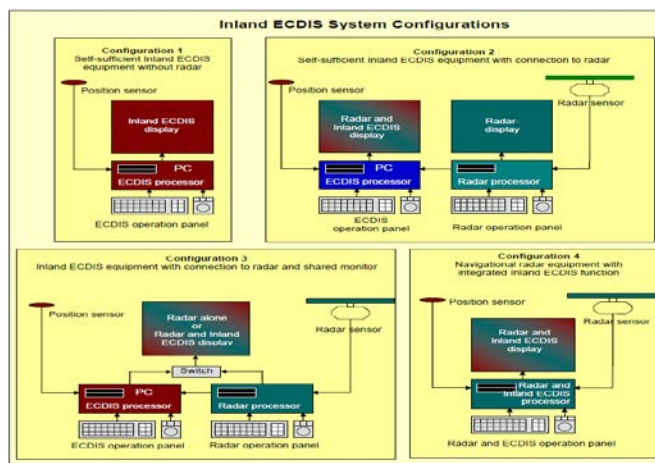 Inland ECDIS System Configurations
Configuration 1
Self-sufficient Inland ECDIS
equipment without radar
Position sensor
Inland ECDIS
display
PC
ECDIS processor
ECDIS operation panel
Configuration 2
Self-sufficient Inland ECDIS equipment with connection to radar
Position sensor
Radar sensor
Radar and
Inland ECDIS
display
Radar-
display
PC
ECDIS processor
Radar processor
ECDIS
operation panel
Radar operation panel
Configuration 3
Inland ECDIS equipment with connection to radar and shared monitor
Position sensor
Radar sensor
Radar alone
or
Radar and Inland
ECDIS display
Switch
PC
ECDIS processor
Radar processor
ECDIS operation panel
Radar operation panel
Configuration 4
Navigational radar equipment with
integrated Inland ECDIS function
Position sensor
Radar sensor
Radar and
Inland ECDIS
display
Radar and
Inland ECDIS
processor
Radar and ECDIS operation panel